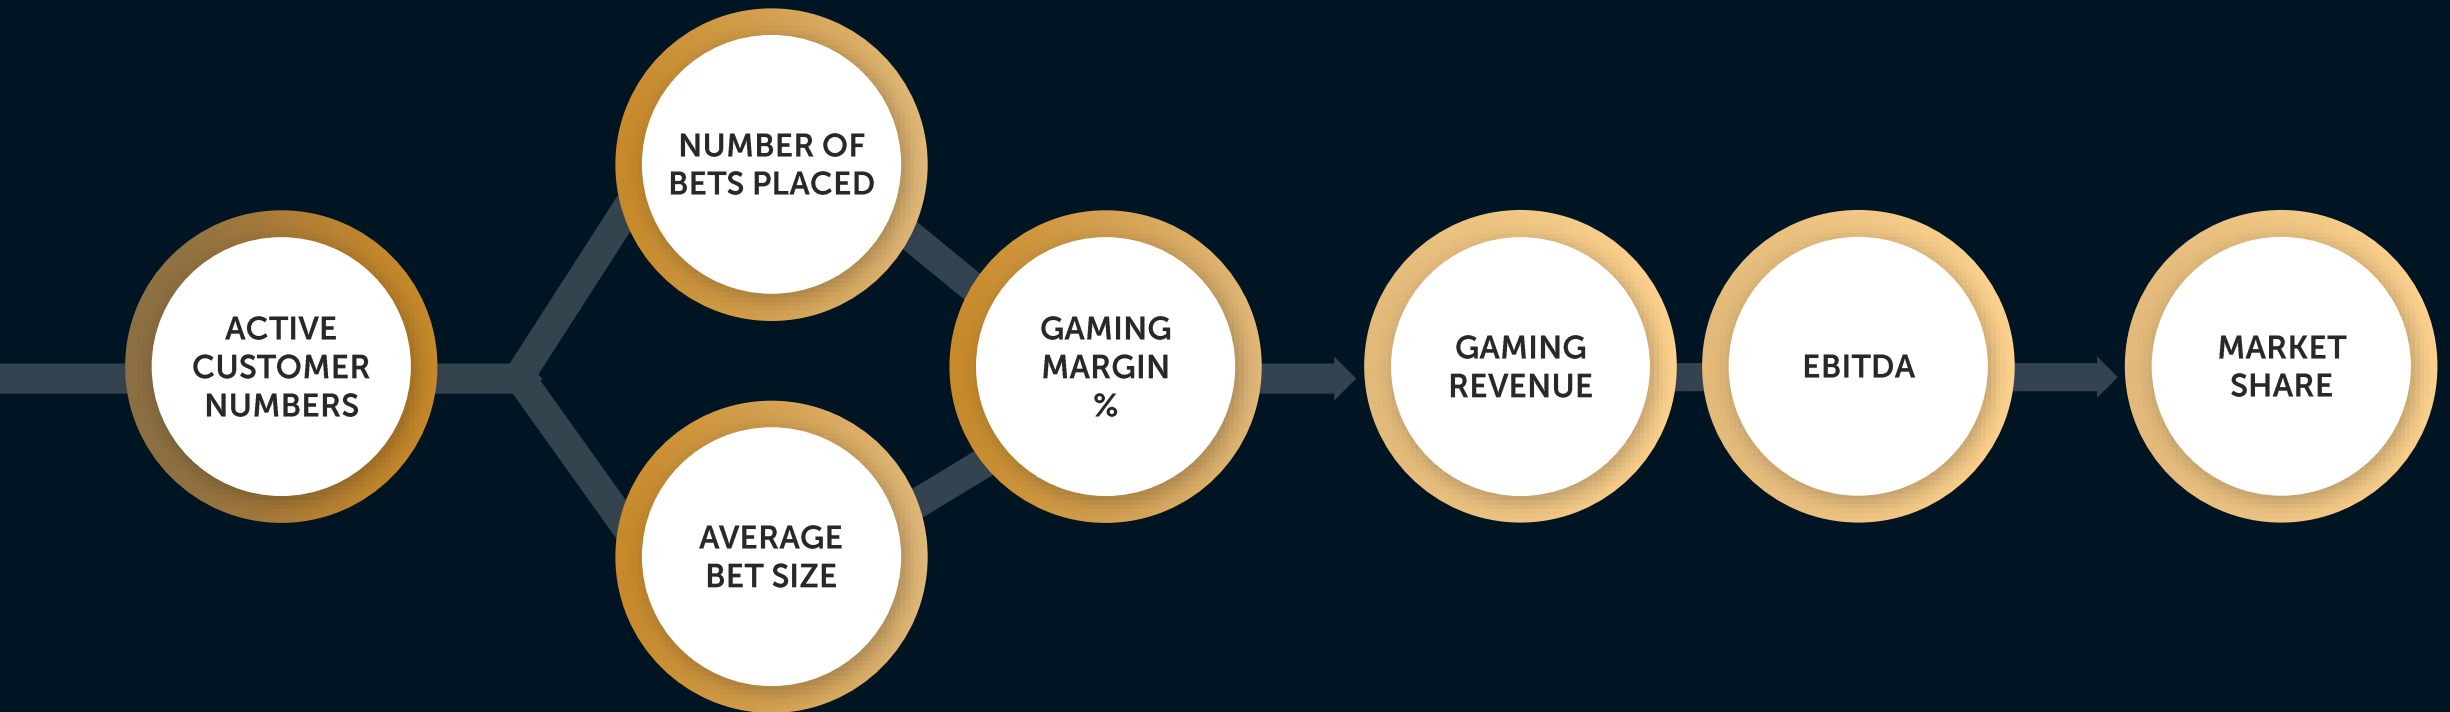 ACTIVE
CUSTOMER
NUMBERS
NUMBER OF
BETS PLACED
AVERAGE
BET SIZE
GAMING
MARGIN
%
GAMING
REVENUE
EBITDA
MARKET
SHARE